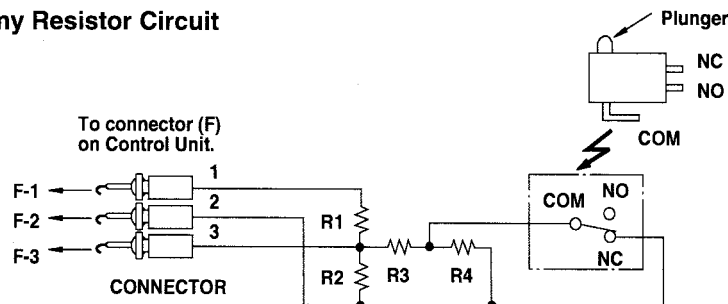 ny Resistor Circuit
Plunger
NC
NO
COM
To connector (F)
on Control Unit.
1
F-1
2
F-2
3
F-3
CONNECTOR
R1
R2
R3
R4
COM
NO
NC